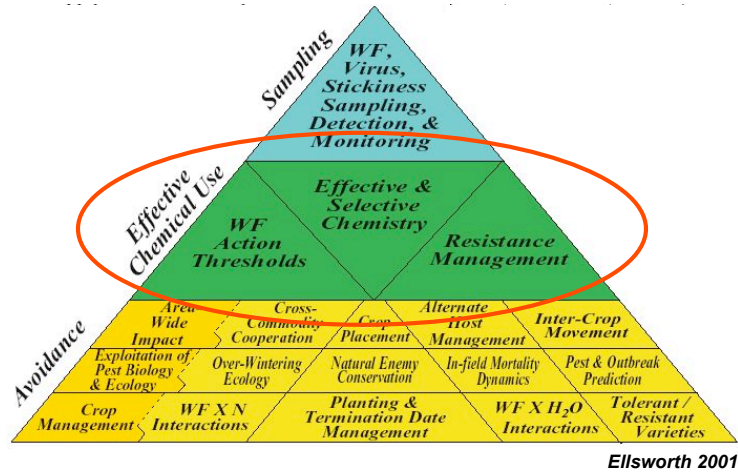 Sampling
WF,
Virus,
Stickiness
Sampling,
Detection, &
Monitoring
Effective
Chemical Use
WF
Action
Thresholds
Effective &
Selective
Chemistry
Resistance
Management
Avoidance
Area
Wide
Impact
Cross-
Commodity
Cooperation
Crop
Placement
Alternate
Host
Management
Inter-Crop
Movement
Exploitation of
Pest Biology
& Ecology
Over-Wintering
Ecology
Natural Enemy
Conservation
In-field Mortality
Dynamics
Pest & Outbreak
Prediction
Crop
Management
WF X N
Interactions
Planting &
Termination Date
Management
WF X H2O
Interactions
Tolerant /
Resistant
Varieties
Ellsworth 2001